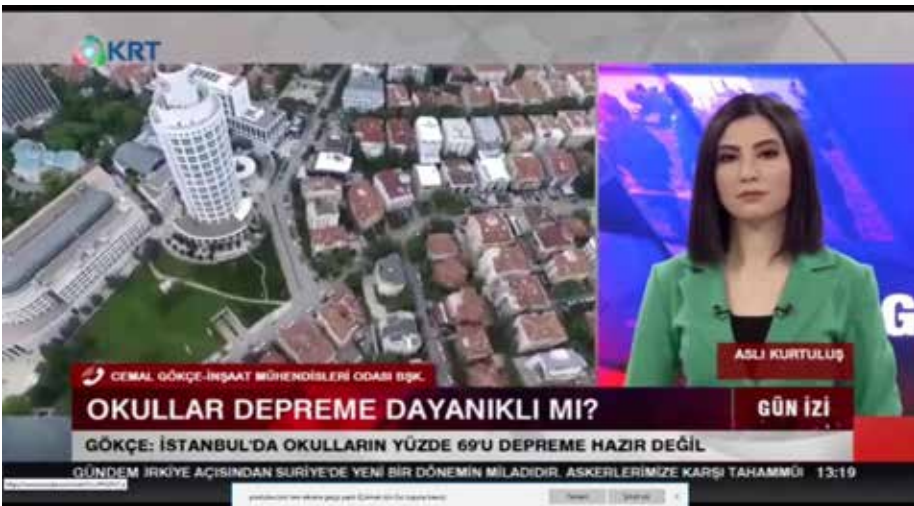 KRT
ASLI KURTULUŞ
CEMAL GÖKÇE-İNŞAAT MÜHENDİSLERİ ODASI BŞK.
OKULLAR DEPREME DAYANIKLI MI?
GÜN İZİ
GÖKÇE: İSTANBUL'DA OKULLARIN YÜZDE 69'U DEPREME HAZIR DEĞİL
GÜNDEM RKİYE AÇISINDAN SURİYE'DE YENİ BİR DÖNEMİN MİLADIDIR. ASKERLERİMİZE KARŞI TAHAMMÜ 13:19